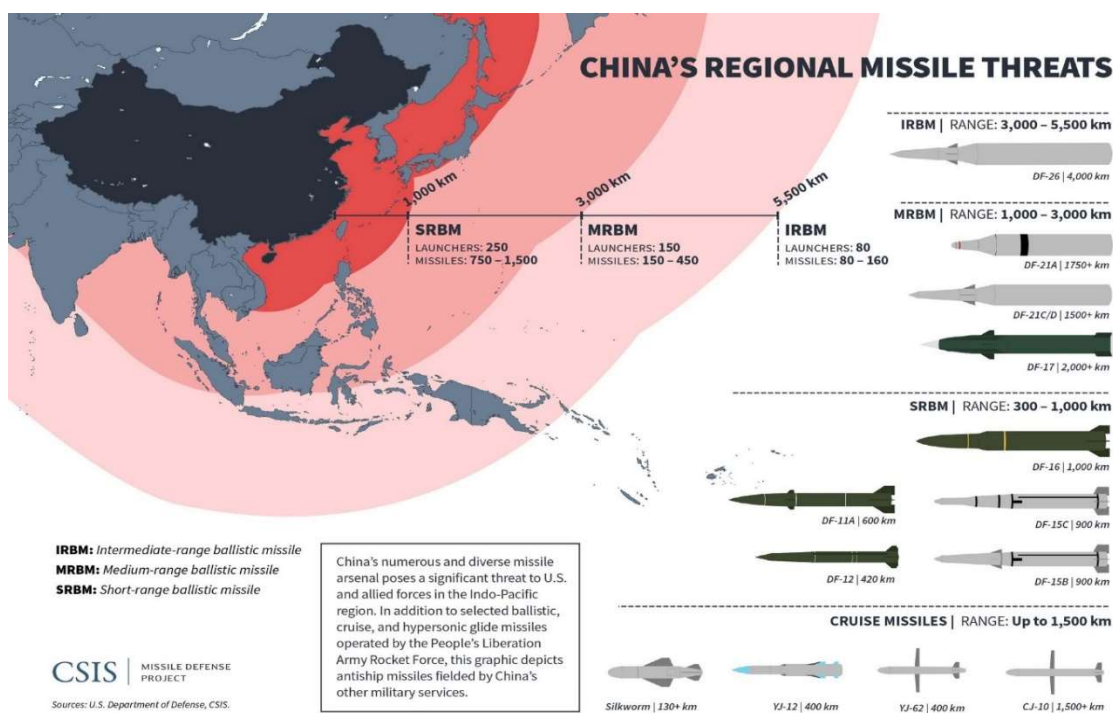 CHINA'S REGIONAL MISSILE THREATS
IRBM | RANGE: 3,000 – 5,500 km
DF-26 | 4,000 km
MRBM | RANGE: 1,000 – 3,000 km
DF-21A | 1750+ km
DF-21C/D | 1500+ km
DF-17 | 2,000+ km
SRBM | RANGE: 300 – 1,000 km
DF-16 | 1,000 km
DF-11A | 600 km
DF-15C | 900 km
DF-12 | 420 km
DF-15B | 900 km
CRUISE MISSILES | RANGE: Up to 1,500 km
Silkworm | 130+ km
YJ-12 | 400 km
YJ-62 | 400 km
CJ-10 | 1,500+ km
1,000 km
3,000 km
5,500 km
SRBM
LAUNCHERS: 250
MISSILES: 750 – 1,500
MRBM
LAUNCHERS: 150
MISSILES: 150 – 450
IRBM
LAUNCHERS: 80
MISSILES: 80 – 160
IRBM: Intermediate-range ballistic missile
MRBM: Medium-range ballistic missile
SRBM: Short-range ballistic missile
China's numerous and diverse missile
arsenal poses a significant threat to U.S.
and allied forces in the Indo-Pacific
region. In addition to selected ballistic,
cruise, and hypersonic glide missiles
operated by the People's Liberation
Army Rocket Force, this graphic depicts
antiship missiles fielded by China's
other military services.
CSIS | MISSILE DEFENSE
PROJECT
Sources: U.S. Department of Defense, CSIS.